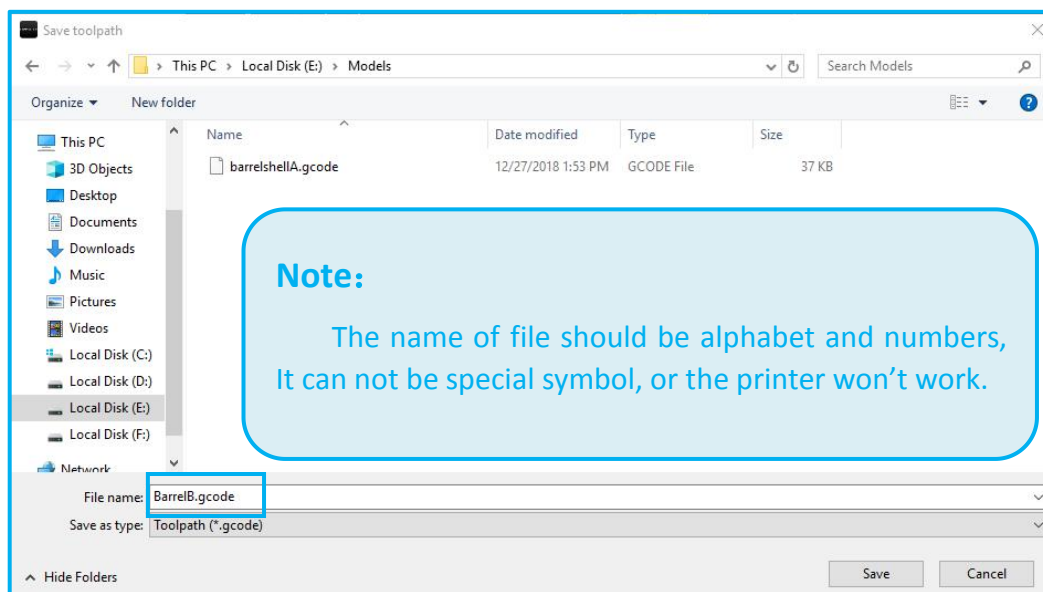 Save toolpath
This PC > Local Disk (E:) > Models
Search Models
Organize
New folder
Name
Date modified
Type
Size
barrelshellA.gcode
12/27/2018 1:53 PM
GCODE File
37 KB
This PC
3D Objects
Desktop
Documents
Downloads
Music
Pictures
Videos
Local Disk (C:)
Local Disk (D:)
Local Disk (E:)
Local Disk (F:)
Network
Note：
The name of file should be alphabet and numbers,
It can not be special symbol, or the printer won’t work.
File name: BarrelB.gcode
Save as type: Toolpath (*.gcode)
Hide Folders
Save
Cancel